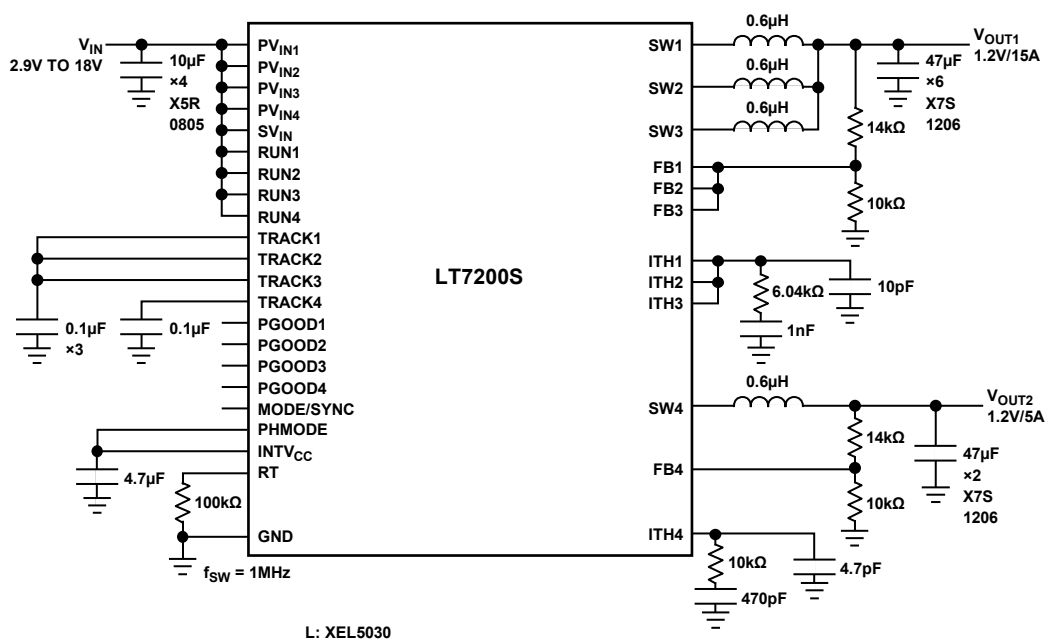 V_IN
2.9V TO 18V
10µF
×4
X5R
0805
PV_IN1
PV_IN2
PV_IN3
PV_IN4
SV_IN
RUN1
RUN2
RUN3
RUN4
TRACK1
TRACK2
TRACK3
TRACK4
0.1µF
×3
0.1µF
PGOOD1
PGOOD2
PGOOD3
PGOOD4
MODE/SYNC
PHMODE
INTV_CC
4.7µF
RT
100kΩ
GND
f_SW = 1MHz
LT7200S
SW1
0.6µH
SW2
0.6µH
SW3
0.6µH
V_OUT1
1.2V/15A
47µF
×6
X7S
1206
14kΩ
FB1
FB2
FB3
10kΩ
ITH1
ITH2
ITH3
6.04kΩ
10pF
1nF
SW4
0.6µH
V_OUT2
1.2V/5A
14kΩ
47µF
×2
X7S
1206
FB4
10kΩ
ITH4
10kΩ
4.7pF
470pF
L: XEL5030